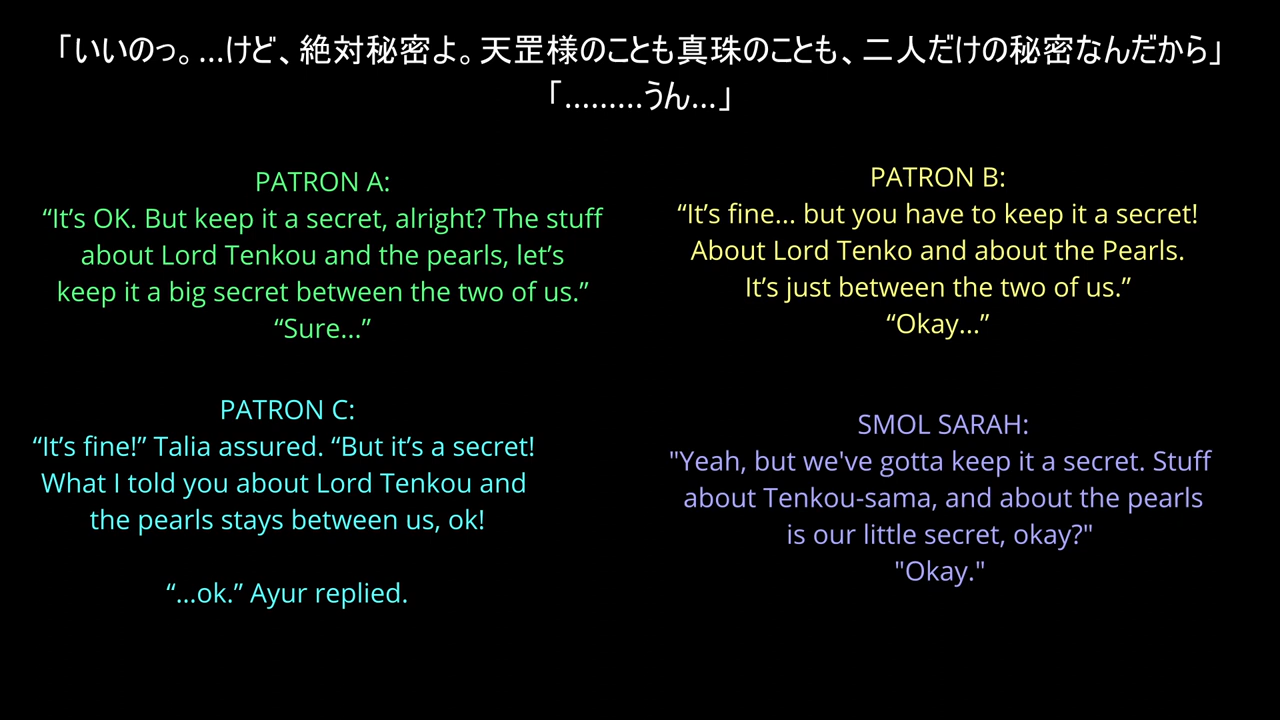 「いいのっ。…けど、絶対秘密よ。天罡様のことも真珠のことも、二人だけの秘密なんだから」
「………うん…」
PATRON A:
“It’s OK. But keep it a secret, alright? The stuff
about Lord Tenkou and the pearls, let’s
keep it a big secret between the two of us.”
“Sure...”
PATRON B:
“It’s fine... but you have to keep it a secret!
About Lord Tenko and about the Pearls.
It’s just between the two of us.”
“Okay...”
PATRON C:
“It’s fine!” Talia assured. “But it’s a secret!
What I told you about Lord Tenkou and
the pearls stays between us, ok!
“...ok.” Ayur replied.
SMOL SARAH:
"Yeah, but we've gotta keep it a secret. Stuff
about Tenkou-sama, and about the pearls
is our little secret, okay?"
"Okay."